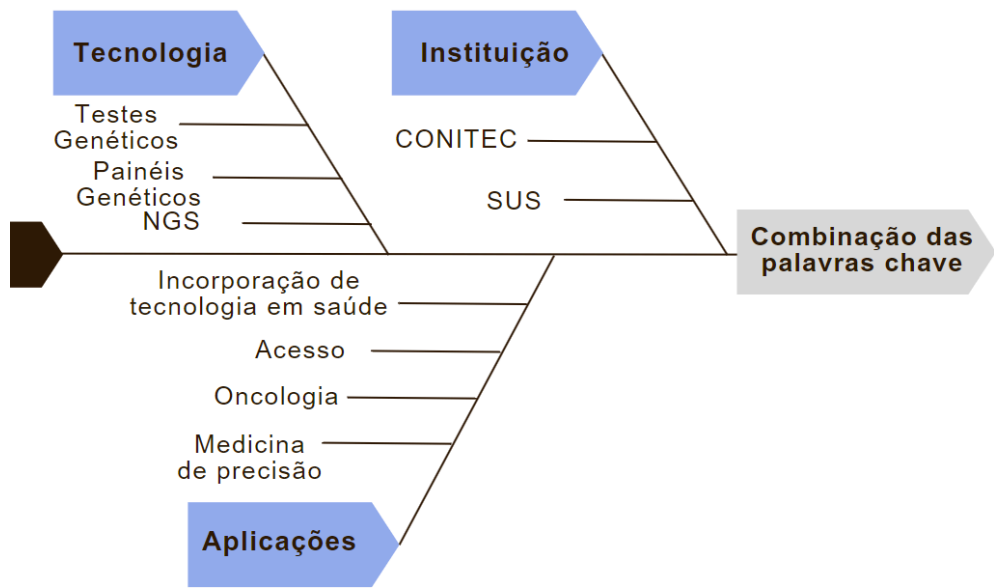 Tecnologia
Testes
Genéticos
Painéis
Genéticos
NGS
Instituição
CONITEC
SUS
Combinação das
palavras chave
Incorporação de
tecnologia em saúde
Acesso
Oncologia
Medicina
de precisão
Aplicações